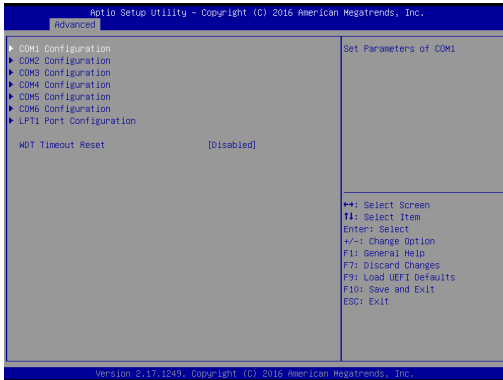 Aptio Setup Utility - Copyright (C) 2016 American Megatrends, Inc.
Advanced
COM1 Configuration
COM2 Configuration
COM3 Configuration
COM4 Configuration
COM5 Configuration
COM6 Configuration
LPT1 Port Configuration
WDT Timeout Reset [Disabled]
Set Parameters of COM1
↔: Select Screen
↑↓: Select Item
Enter: Select
+/-: Change Option
F1: General Help
F7: Discard Changes
F9: Load UEFI Defaults
F10: Save and Exit
ESC: Exit
Version 2.17.1249. Copyright (C) 2016 American Megatrends, Inc.